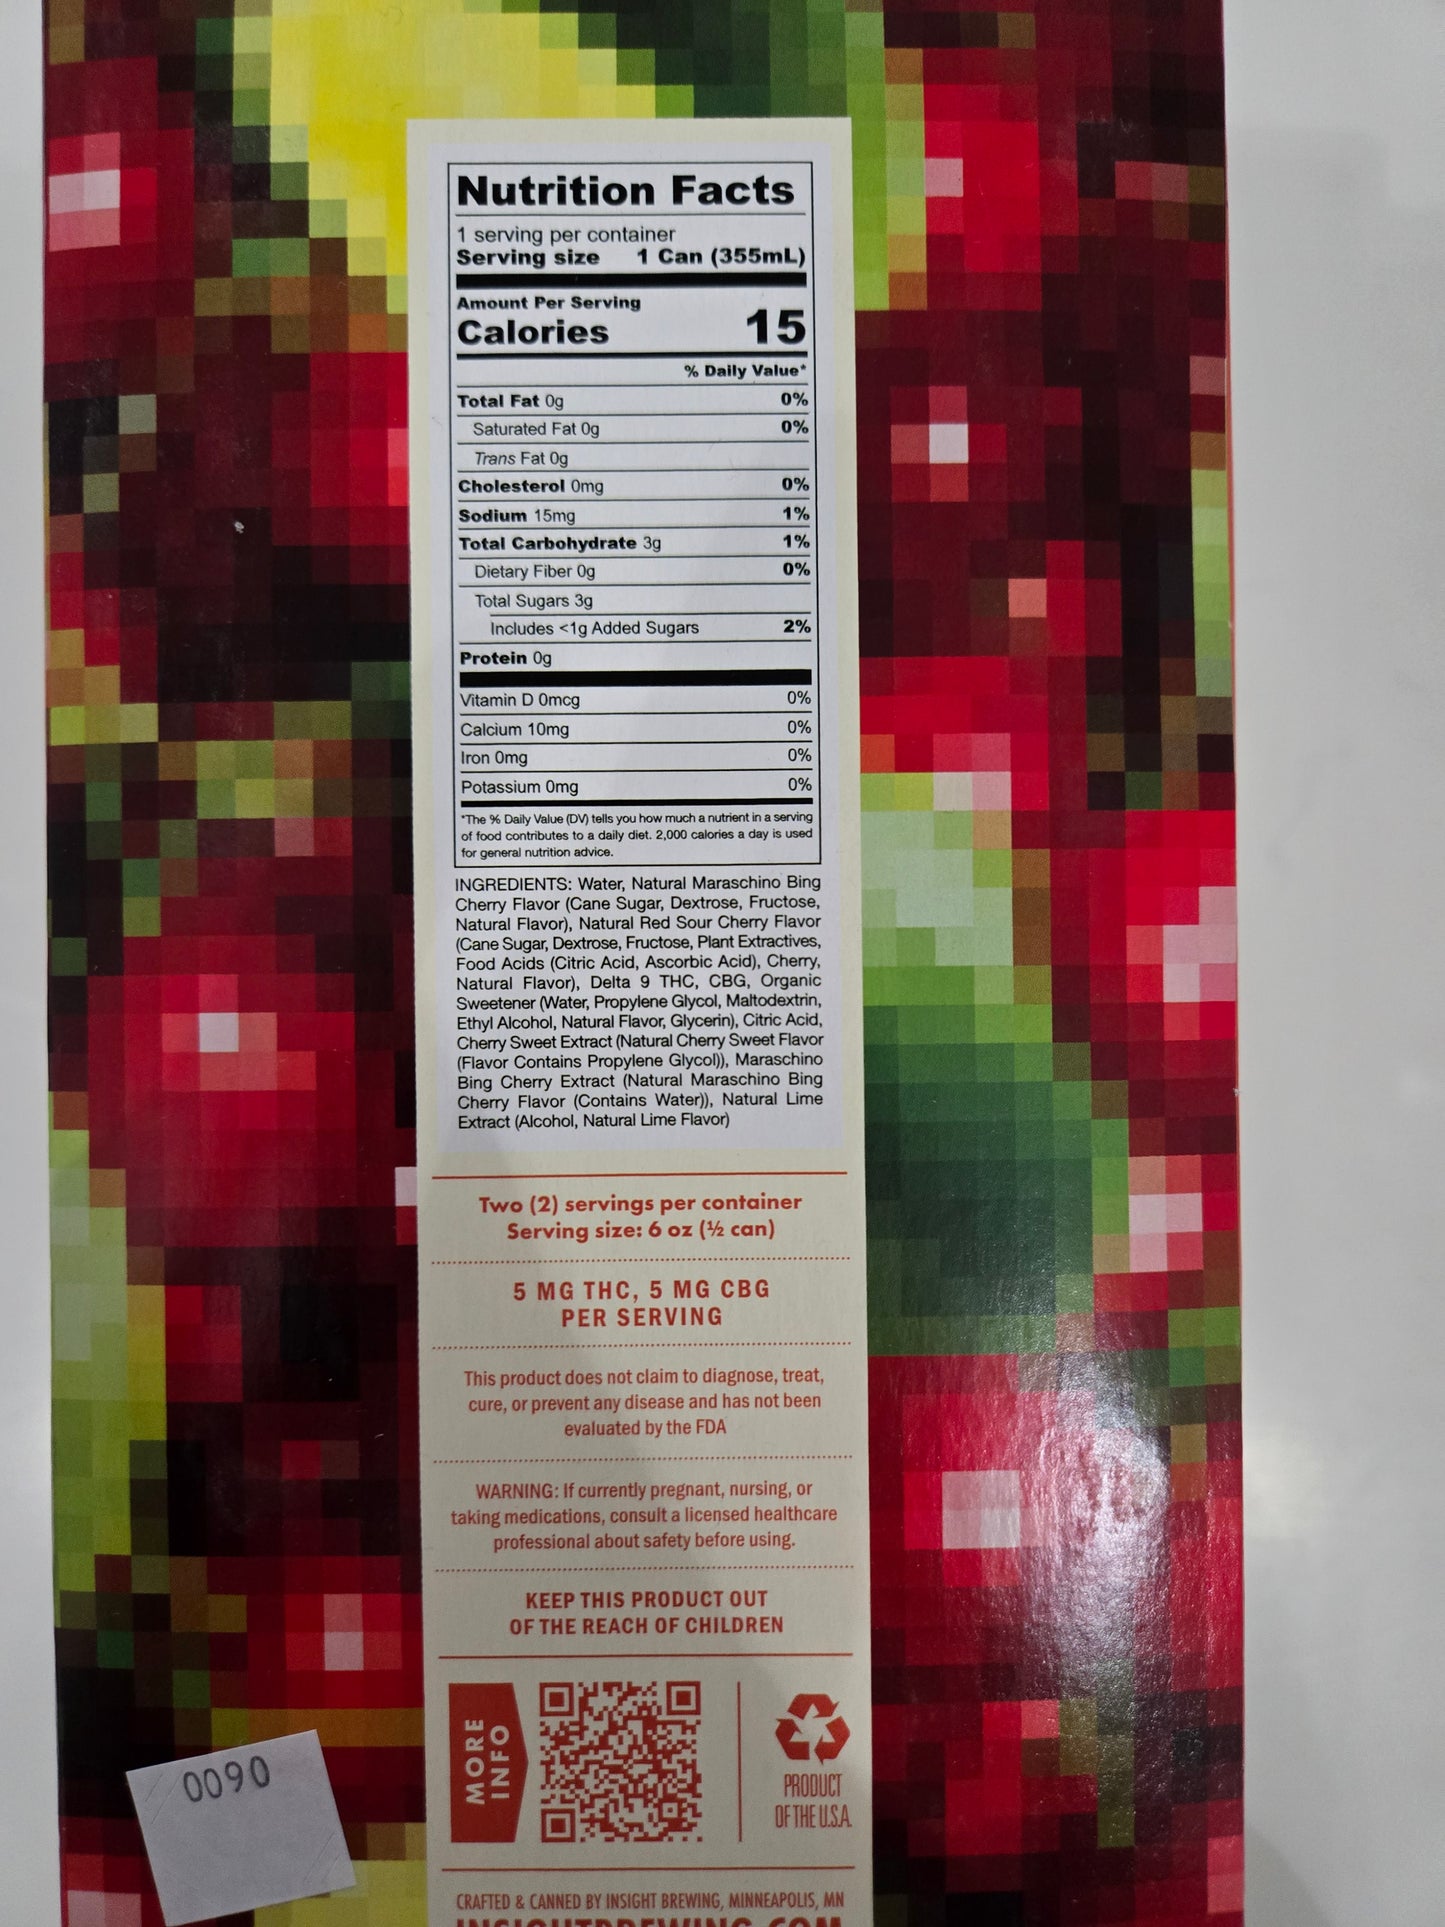 Nutrition Facts
1 serving per container
Serving size 1 Can (355mL)
Amount Per Serving
Calories 15
% Daily Value*
Total Fat 0g 0%
Saturated Fat 0g 0%
Trans Fat 0g
Cholesterol 0mg 0%
Sodium 15mg 1%
Total Carbohydrate 3g 1%
Dietary Fiber 0g 0%
Total Sugars 3g
Includes <1g Added Sugars 2%
Protein 0g
Vitamin D 0mcg 0%
Calcium 10mg 0%
Iron 0mg 0%
Potassium 0mg 0%
*The % Daily Value (DV) tells you how much a nutrient in a serving
of food contributes to a daily diet. 2,000 calories a day is used
for general nutrition advice.
INGREDIENTS: Water, Natural Maraschino Bing
Cherry Flavor (Cane Sugar, Dextrose, Fructose,
Natural Flavor), Natural Red Sour Cherry Flavor
(Cane Sugar, Dextrose, Fructose, Plant Extractives,
Food Acids (Citric Acid, Ascorbic Acid), Cherry,
Natural Flavor), Delta 9 THC, CBG, Organic
Sweetener (Water, Propylene Glycol, Maltodextrin,
Ethyl Alcohol, Natural Flavor, Glycerin), Citric Acid,
Cherry Sweet Extract (Natural Cherry Sweet Flavor
(Flavor Contains Propylene Glycol)), Maraschino
Bing Cherry Extract (Natural Maraschino Bing
Cherry Flavor (Contains Water)), Natural Lime
Extract (Alcohol, Natural Lime Flavor)
Two (2) servings per container
Serving size: 6 oz (½ can)
5 MG THC, 5 MG CBG
PER SERVING
This product does not claim to diagnose, treat,
cure, or prevent any disease and has not been
evaluated by the FDA
WARNING: If currently pregnant, nursing, or
taking medications, consult a licensed healthcare
professional about safety before using.
KEEP THIS PRODUCT OUT
OF THE REACH OF CHILDREN
MORE
INFO
PRODUCT
OF THE U.S.A.
0090
CRAFTED & CANNED BY INSIGHT BREWING, MINNEAPOLIS, MN
INSIGHTBREWING.COM